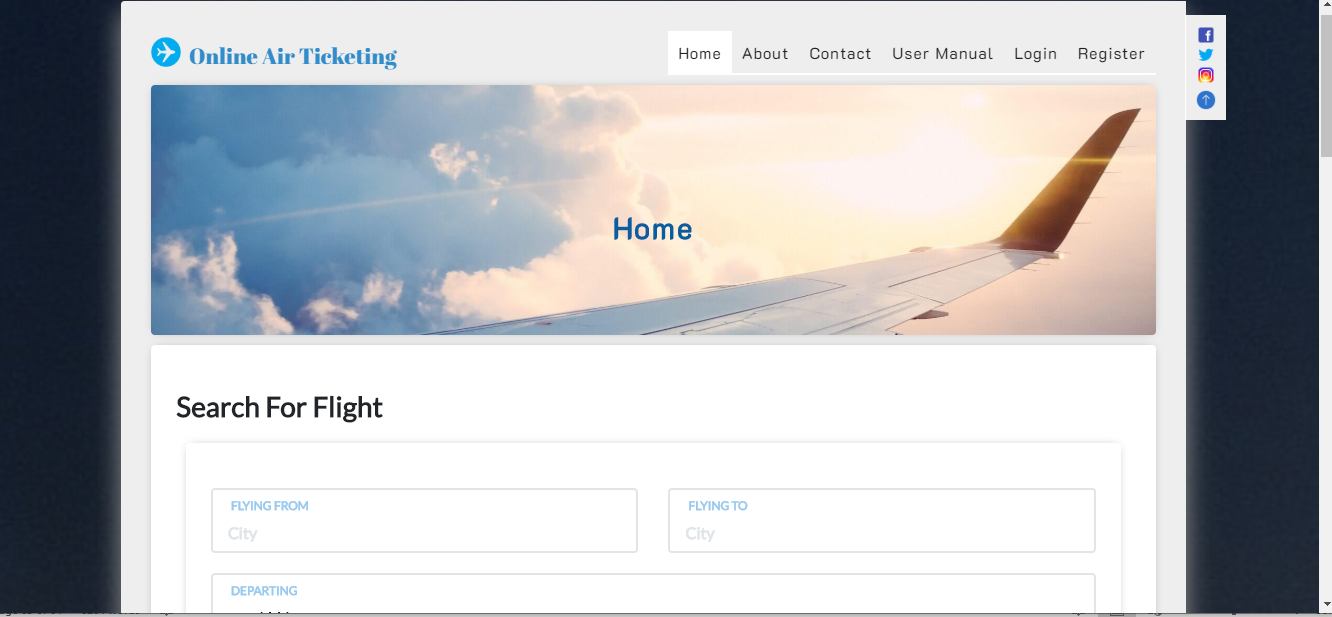 Online Air Ticketing
Home About Contact User Manual Login Register
Home
Search For Flight
FLYING FROM FLYING TO
City City
DEPARTING